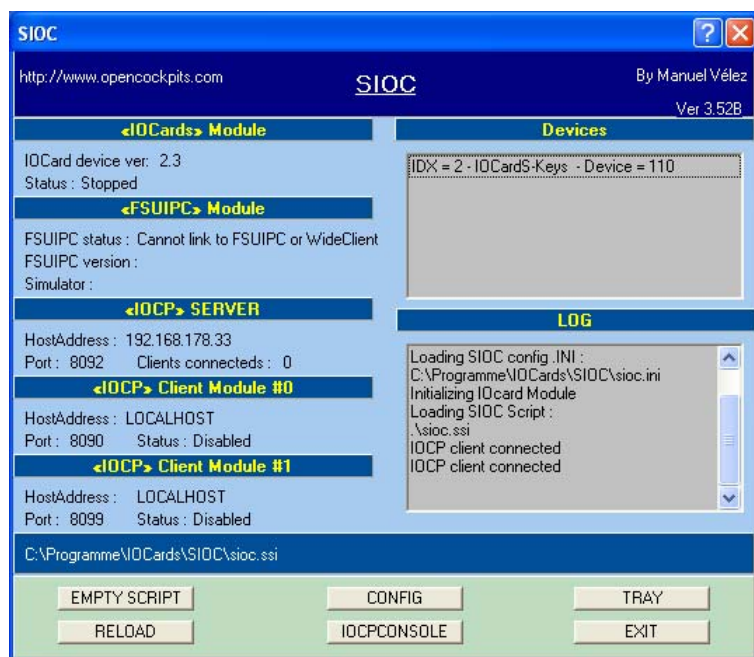 SIOC
http://www.opencockpits.com
SIOC
By Manuel Vélez
Ver 3.52B
«IOCards» Module
IOCard device ver: 2.3
Status : Stopped
«FSUIPC» Module
FSUIPC status : Cannot link to FSUIPC or WideClient
FSUIPC version :
Simulator :
«IOCP» SERVER
HostAddress : 192.168.178.33
Port : 8092 Clients connecteds : 0
«IOCP» Client Module #0
HostAddress : LOCALHOST
Port : 8090 Status : Disabled
«IOCP» Client Module #1
HostAddress : LOCALHOST
Port : 8099 Status : Disabled
Devices
IDX = 2 - IOCardS-Keys - Device = 110
LOG
Loading SIOC config .INI :
C:\Programme\IOCards\SIOC\sioc.ini
Initializing IOcard Module
Loading SIOC Script :
.\sioc.ssi
IOCP client connected
IOCP client connected
C:\Programme\IOCards\SIOC\sioc.ssi
EMPTY SCRIPT CONFIG TRAY
RELOAD IOCPCONSOLE EXIT